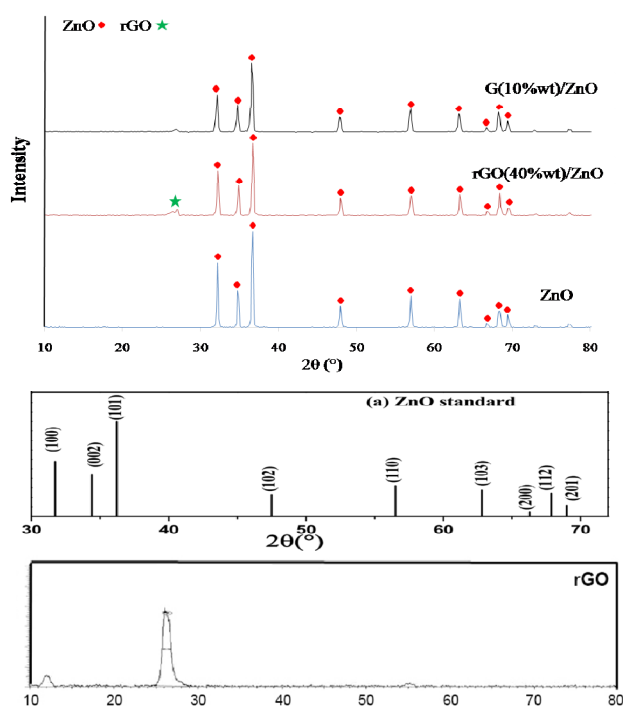 ZnO rGO
G(10%wt)/ZnO
Intensity
rGO(40%wt)/ZnO
ZnO
10 20 30 40 50 60 70 80
2θ (°)
(a) ZnO standard
(100) (002) (101) (102) (110) (103) (200) (112) (201)
30 40 50 60 70
2θ(°)
rGO
10 20 30 40 50 60 70 80